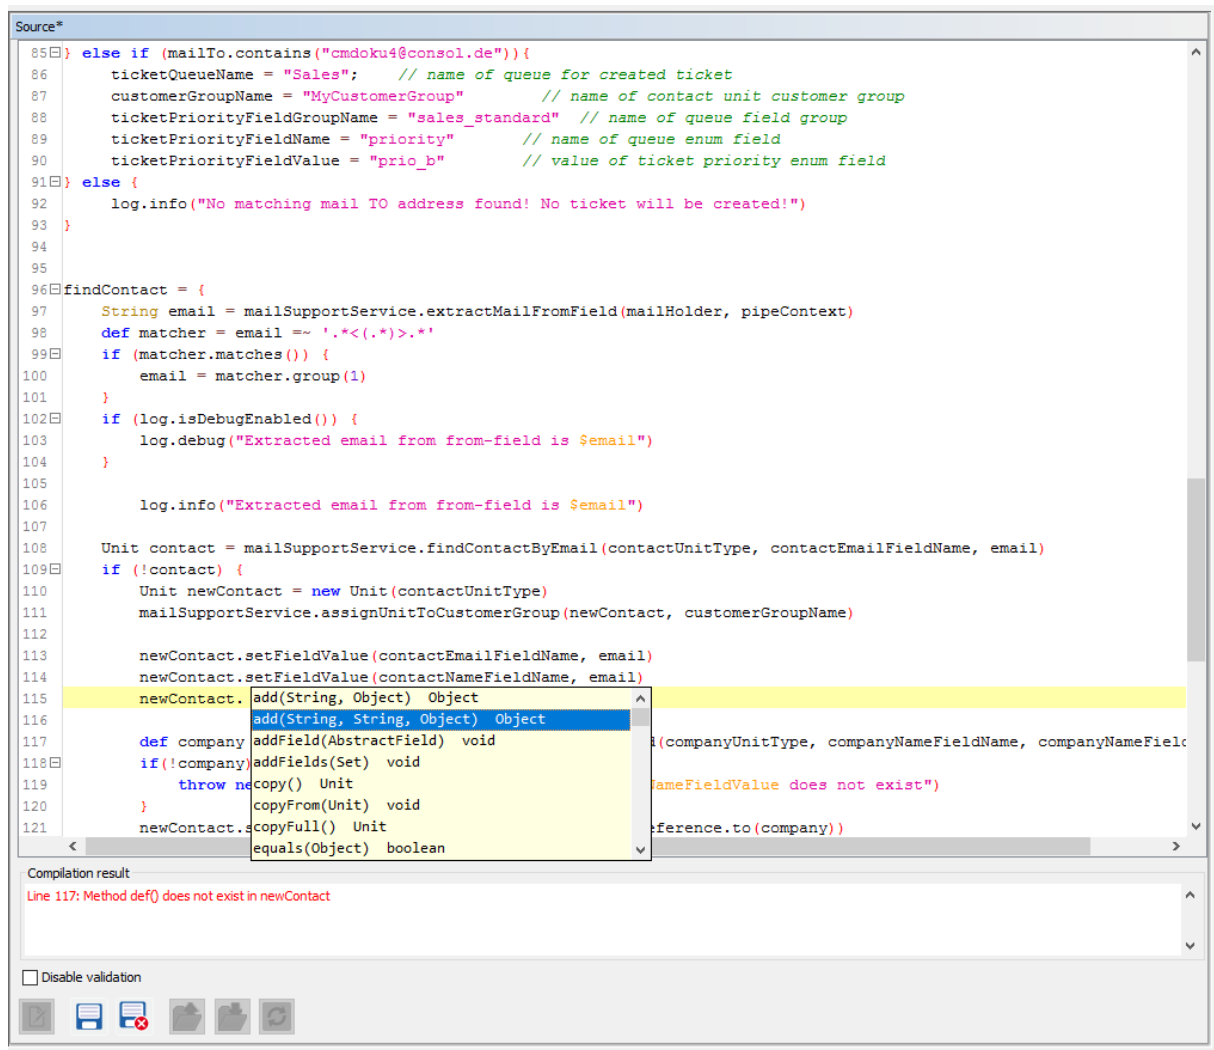 Source*
85 } else if (mailTo.contains("cmdoku4@consol.de")){
86 ticketQueueName = "Sales"; // name of queue for created ticket
87 customerGroupName = "MyCustomerGroup" // name of contact unit customer group
88 ticketPriorityFieldGroupName = "sales_standard" // name of queue field group
89 ticketPriorityFieldName = "priority" // name of queue enum field
90 ticketPriorityFieldValue = "prio_b" // value of ticket priority enum field
91 } else {
92 log.info("No matching mail TO address found! No ticket will be created!")
93 }
94
95
96 findContact = {
97 String email = mailSupportService.extractMailFromField(mailHolder, pipeContext)
98 def matcher = email =~ '.*<(.*)>.*'
99 if (matcher.matches()) {
100 email = matcher.group(1)
101 }
102 if (log.isDebugEnabled()) {
103 log.debug("Extracted email from from-field is $email")
104 }
105
106 log.info("Extracted email from from-field is $email")
107
108 Unit contact = mailSupportService.findContactByEmail(contactUnitType, contactEmailFieldName, email)
109 if (!contact) {
110 Unit newContact = new Unit(contactUnitType)
111 mailSupportService.assignUnitToCustomerGroup(newContact, customerGroupName)
112
113 newContact.setFieldValue(contactEmailFieldName, email)
114 newContact.setFieldValue(contactNameFieldName, email)
115 newContact. add(String, Object) Object
116 add(String, String, Object) Object
117 def company addField(AbstractField) void (companyUnitType, companyNameFieldName, companyNameField
118 if(!company) addFields(Set) void
119 throw ne copy() Unit NameFieldValue does not exist")
120 } copyFrom(Unit) void
121 newContact.s copyFull() Unit eference.to(company))
equals(Object) boolean
Compilation result
Line 117: Method def() does not exist in newContact
Disable validation